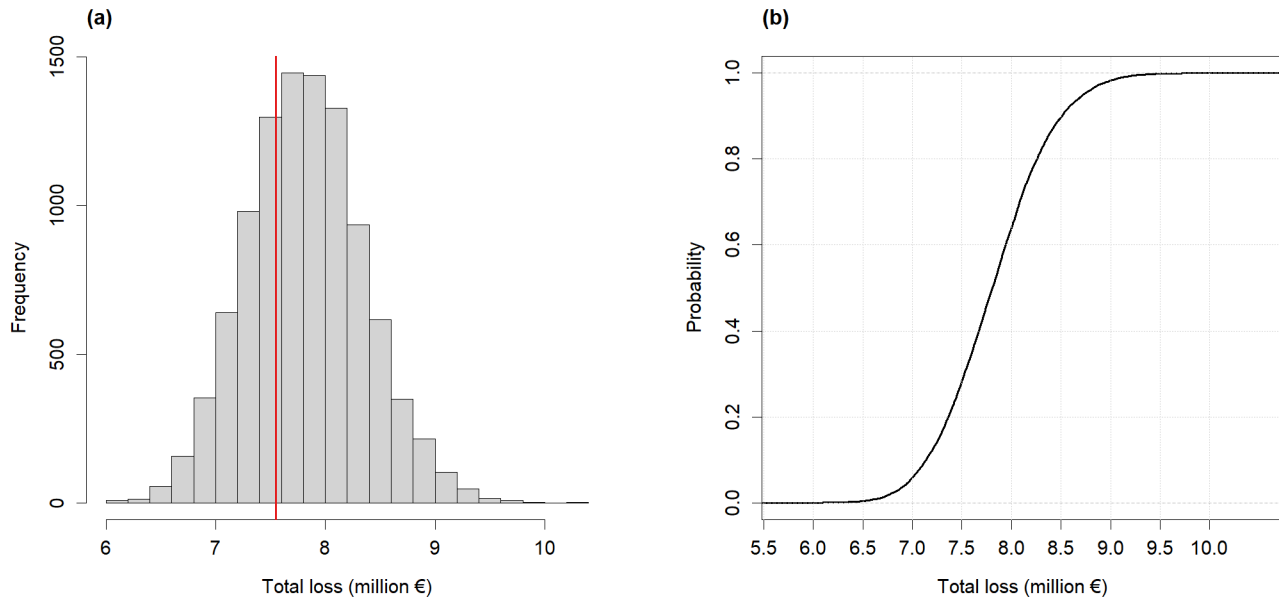 (a)
Frequency
1500
1000
500
0
6 7 8 9 10
Total loss (million €)
(b)
Probability
1.0
0.8
0.6
0.4
0.2
0.0
5.5 6.0 6.5 7.0 7.5 8.0 8.5 9.0 9.5 10.0
Total loss (million €)